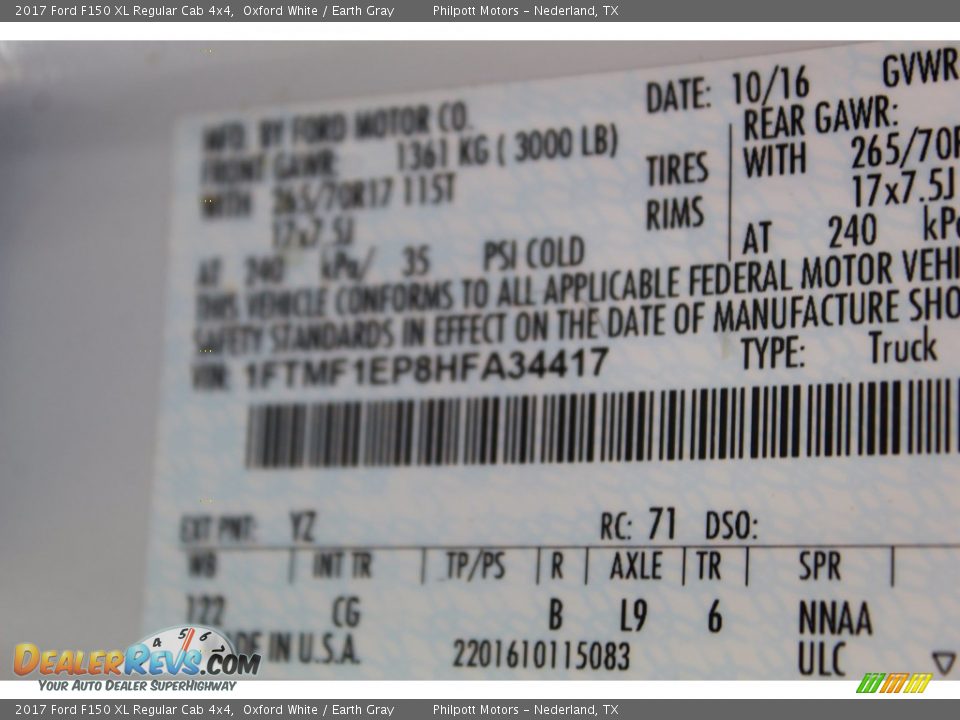 2017 Ford F150 XL Regular Cab 4x4, Oxford White / Earth Gray Philpott Motors - Nederland, TX
MFD. BY FORD MOTOR CO. DATE: 10/16 GVWR
FRONT GAWR: 1361 KG ( 3000 LB) REAR GAWR:
WITH 265/70R17 115T TIRES WITH 265/70R
17x7.5J RIMS 17x7.5J
AT 240 kPa/ 35 PSI COLD AT 240 kPa
THIS VEHICLE CONFORMS TO ALL APPLICABLE FEDERAL MOTOR VEHI
SAFETY STANDARDS IN EFFECT ON THE DATE OF MANUFACTURE SHO
VIN: 1FTMF1EP8HFA34417 TYPE: Truck
EXT PNT: YZ RC: 71 DSO:
WB INT TR TP/PS R AXLE TR SPR
122 CG B L9 6 NNAA
MADE IN U.S.A. 2201610115083 ULC
4 5 6
DEALERREVS.COM
YOUR AUTO DEALER SUPERHIGHWAY
2017 Ford F150 XL Regular Cab 4x4, Oxford White / Earth Gray Philpott Motors - Nederland, TX